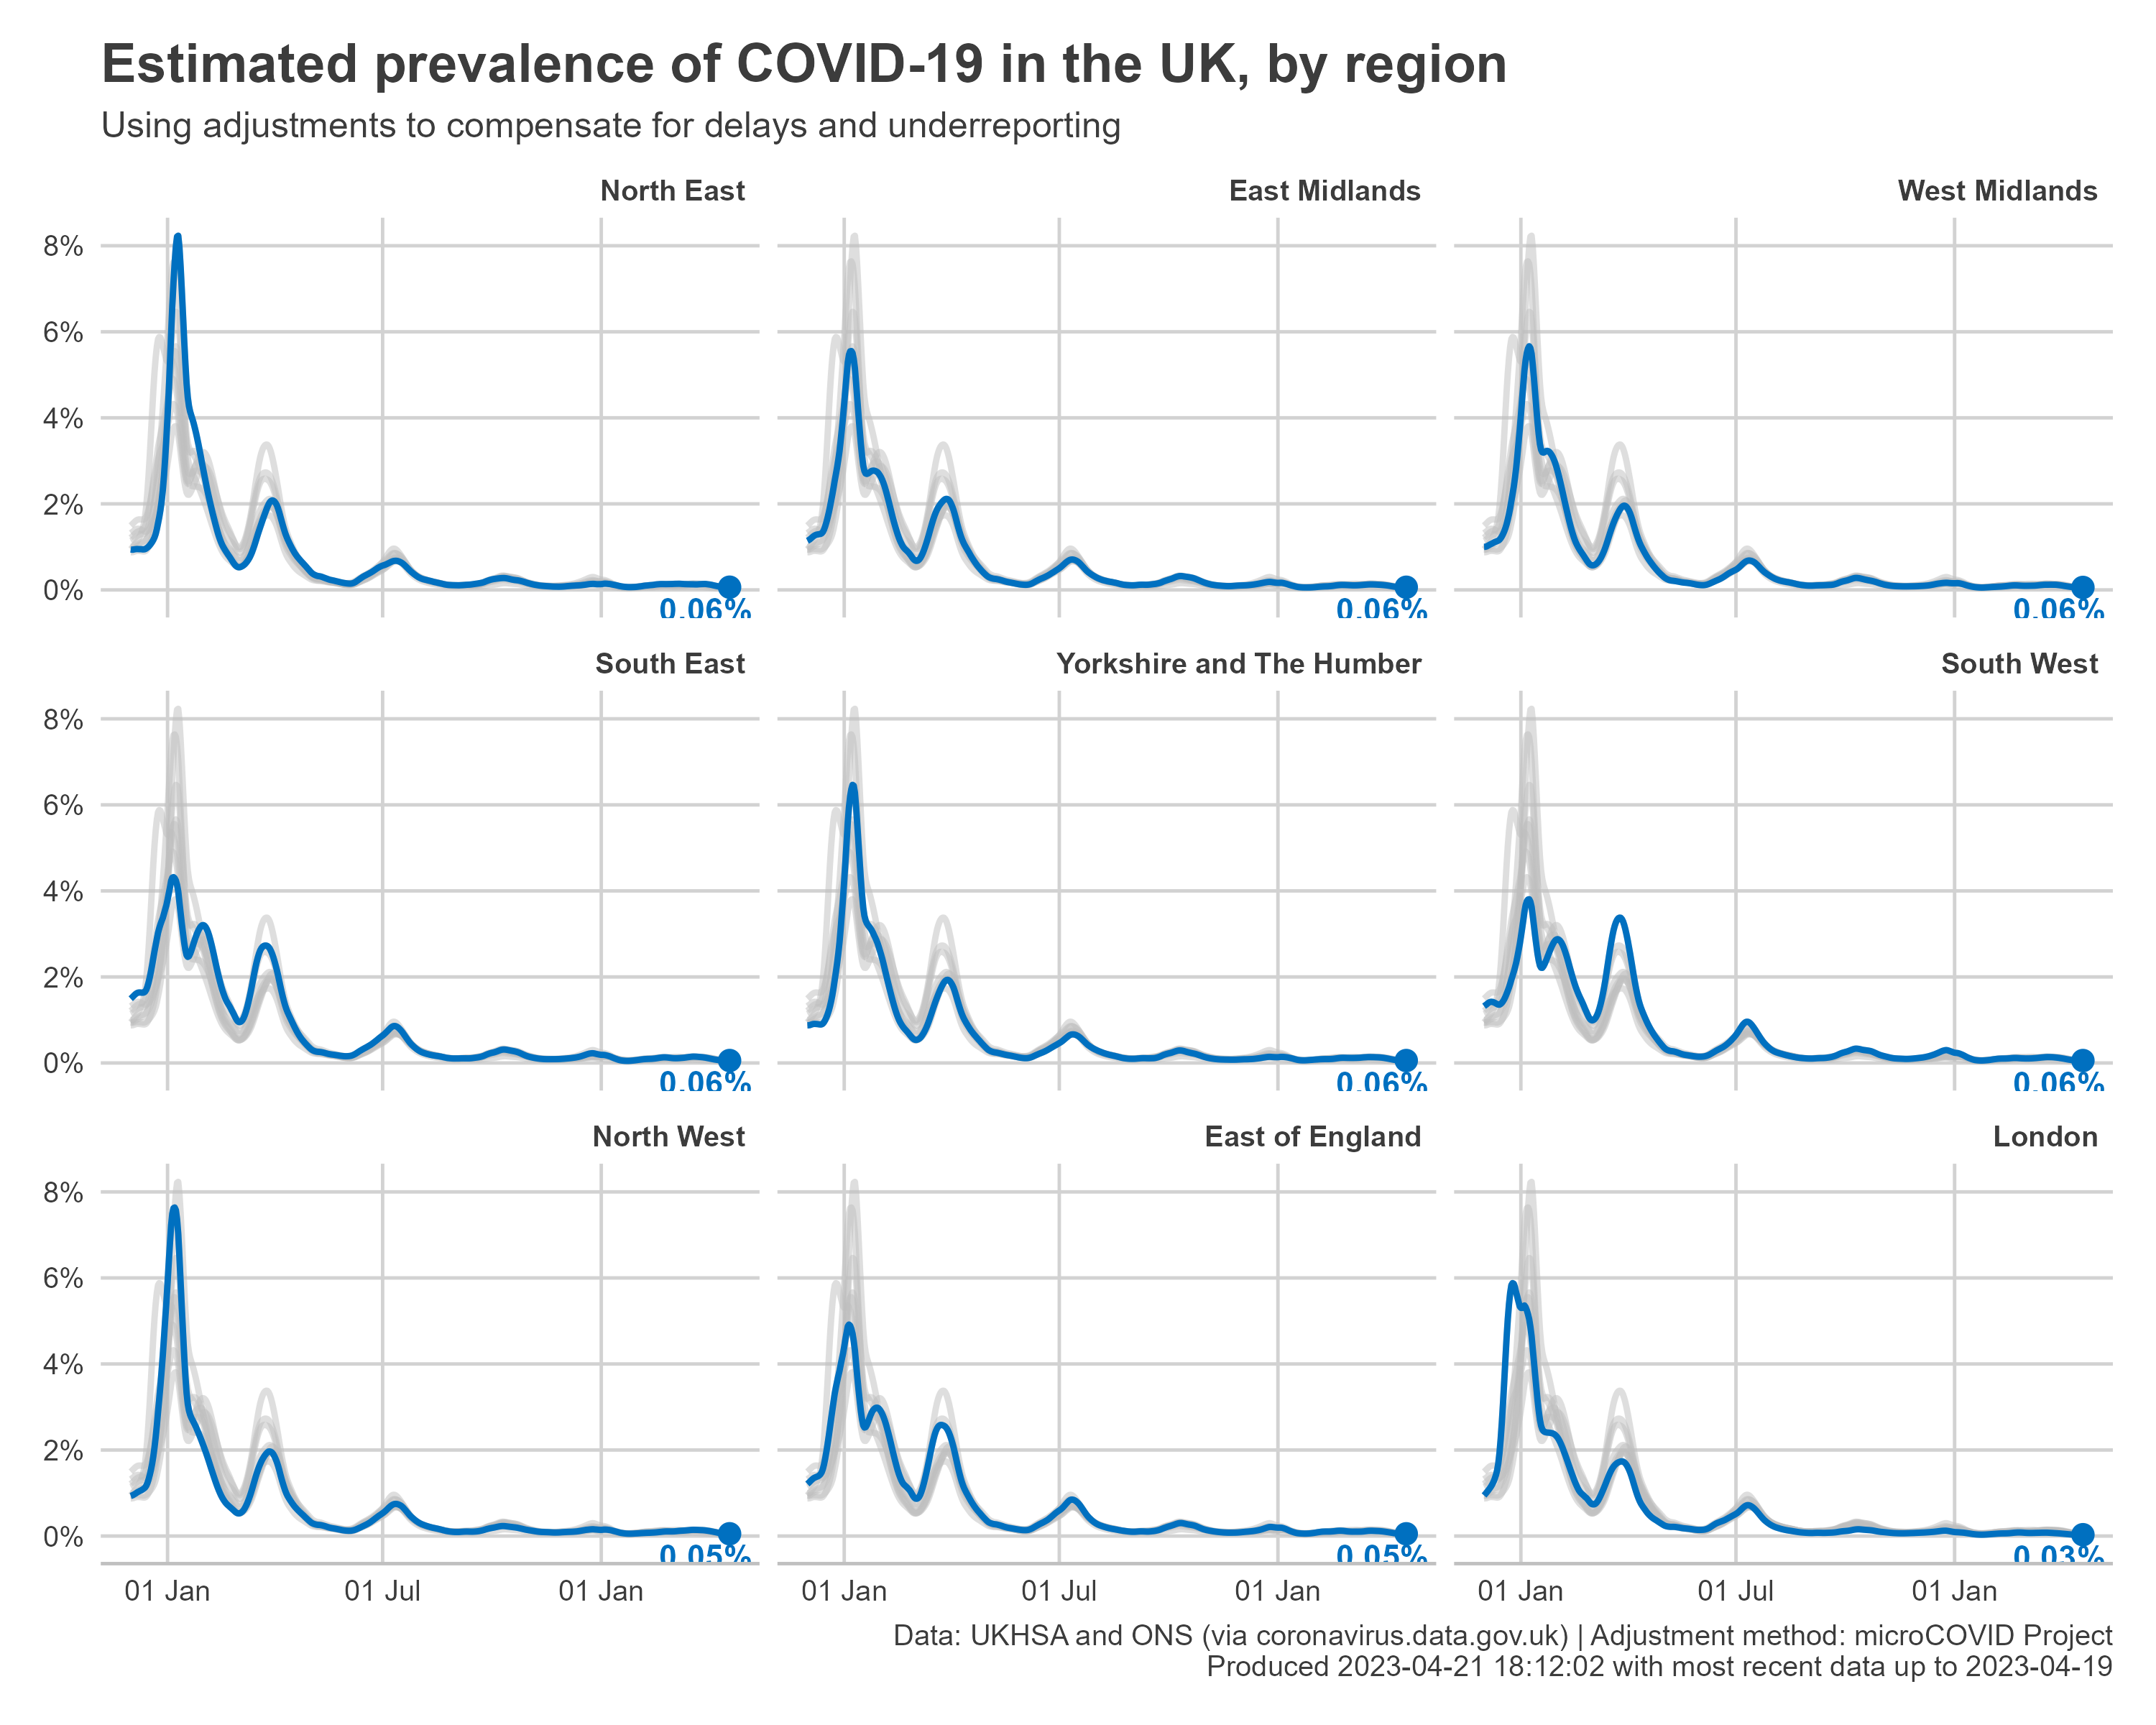 Estimated prevalence of COVID-19 in the UK, by region
Using adjustments to compensate for delays and underreporting
North East
East Midlands
West Midlands
8%
6%
4%
2%
0%
0.06%
0.06%
0.06%
South East
Yorkshire and The Humber
South West
8%
6%
4%
2%
0%
0.06%
0.06%
0.06%
North West
East of England
London
8%
6%
4%
2%
0%
0.05%
0.05%
0.03%
01 Jan 01 Jul 01 Jan 01 Jan 01 Jul 01 Jan 01 Jan 01 Jul 01 Jan
Data: UKHSA and ONS (via coronavirus.data.gov.uk) | Adjustment method: microCOVID Project
Produced 2023-04-21 18:12:02 with most recent data up to 2023-04-19